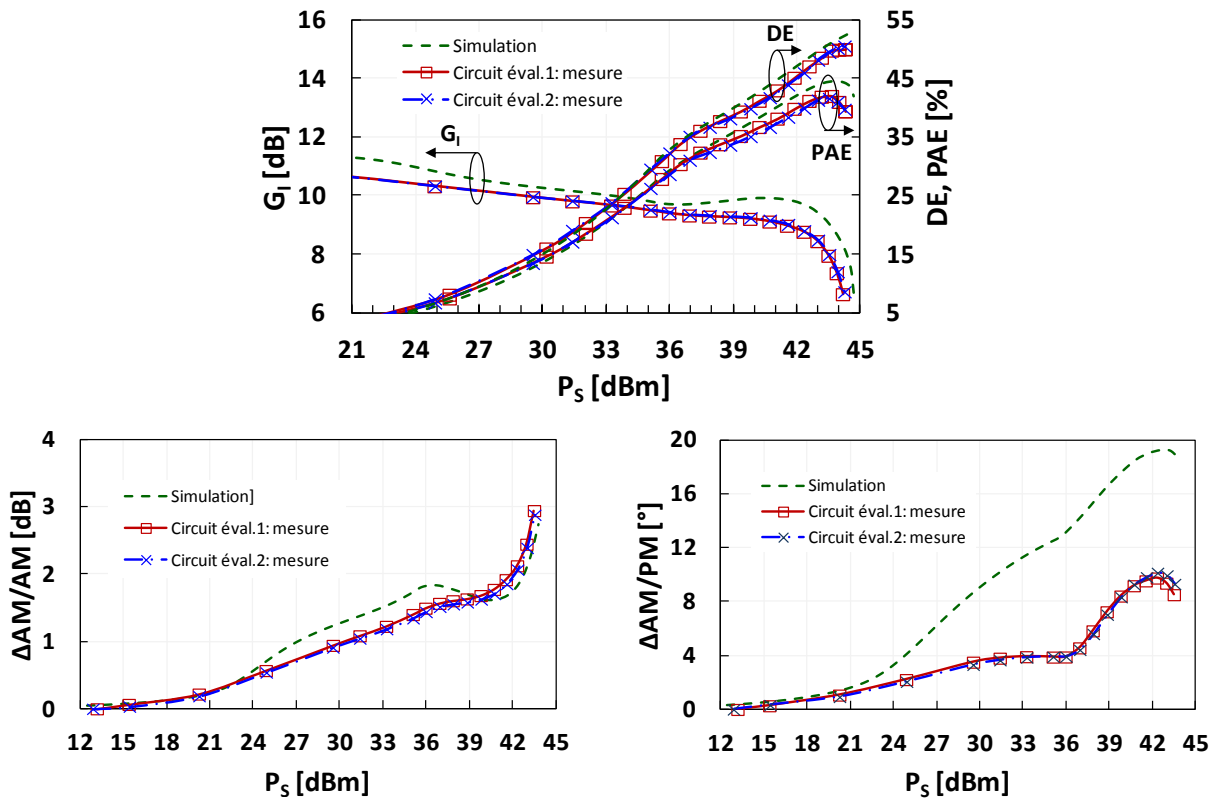 16 55
14 45
12 35
10 25
8 15
6 5
Simulation
Circuit éval.1: mesure
Circuit éval.2: mesure
DE
PAE
G_I
G_I [dB]
DE, PAE [%]
21 24 27 30 33 36 39 42 45
P_S [dBm]
4
3
2
1
0
Simulation]
Circuit éval.1: mesure
Circuit éval.2: mesure
ΔAM/AM [dB]
12 15 18 21 24 27 30 33 36 39 42 45
P_S [dBm]
20
16
12
8
4
0
Simulation
Circuit éval.1: mesure
Circuit éval.2: mesure
ΔAM/PM [°]
12 15 18 21 24 27 30 33 36 39 42 45
P_S [dBm]